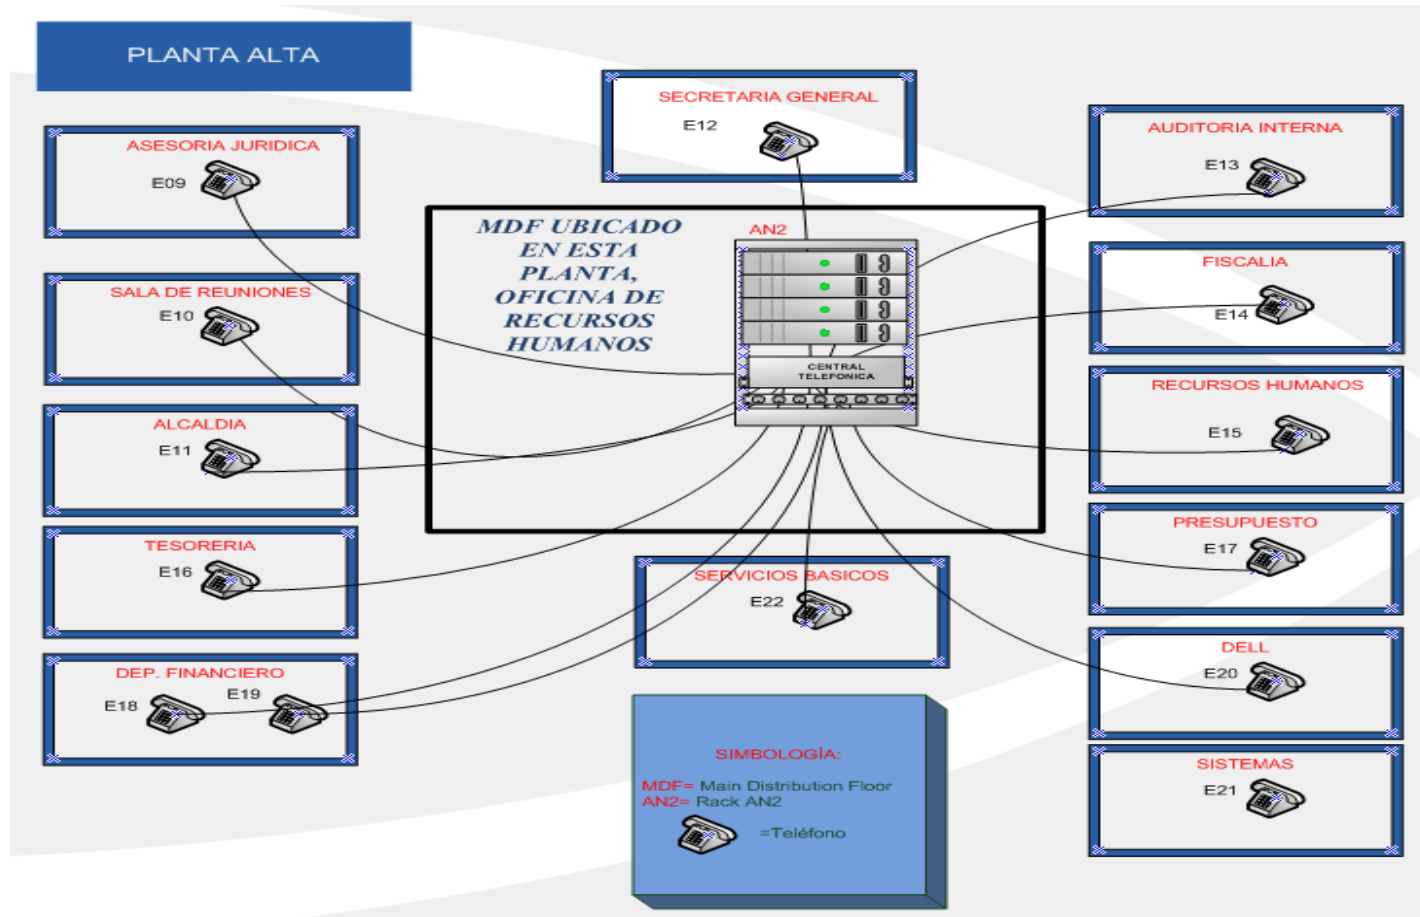 PLANTA ALTA
ASESORIA JURIDICA
E09
SALA DE REUNIONES
E10
ALCALDIA
E11
TESORERIA
E16
DEP. FINANCIERO
E18
E19
SECRETARIA GENERAL
E12
MDF UBICADO
EN ESTA
PLANTA,
OFICINA DE
RECURSOS
HUMANOS
AN2
CENTRAL
TELEFONICA
SERVICIOS BASICOS
E22
AUDITORIA INTERNA
E13
FISCALIA
E14
RECURSOS HUMANOS
E15
PRESUPUESTO
E17
DELL
E20
SISTEMAS
E21
SIMBOLOGÍA:
MDF= Main Distribution Floor
AN2= Rack AN2
=Teléfono